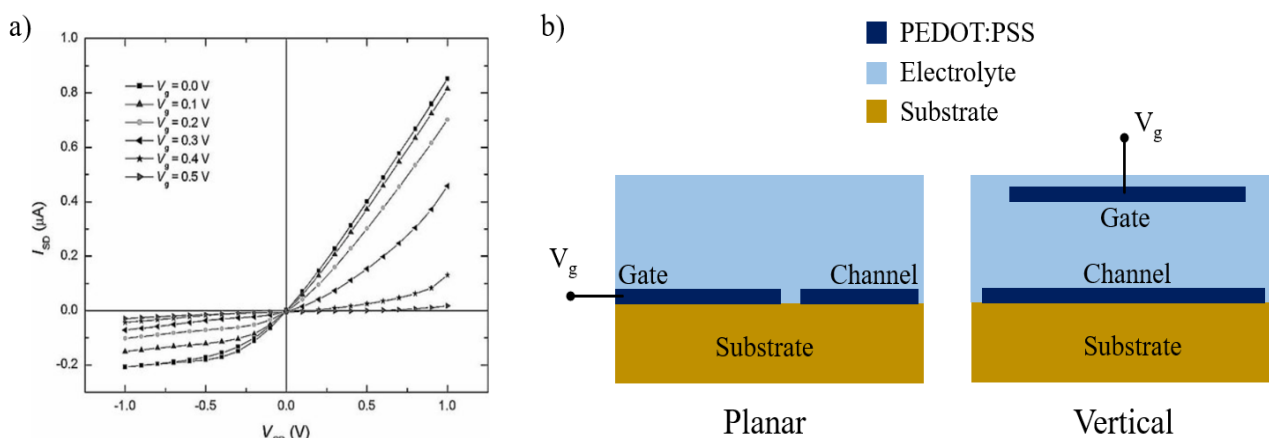 a)
1.0
0.8
0.6
0.4
0.2
0.0
-0.2
I_SD (μA)
V_g = 0.0 V
V_g = 0.1 V
V_g = 0.2 V
V_g = 0.3 V
V_g = 0.4 V
V_g = 0.5 V
-1.0 -0.5 0.0 0.5 1.0
(V)
b)
PEDOT:PSS
Electrolyte
Substrate
V_g
Gate
Channel
Substrate
Planar
V_g
Gate
Channel
Substrate
Vertical